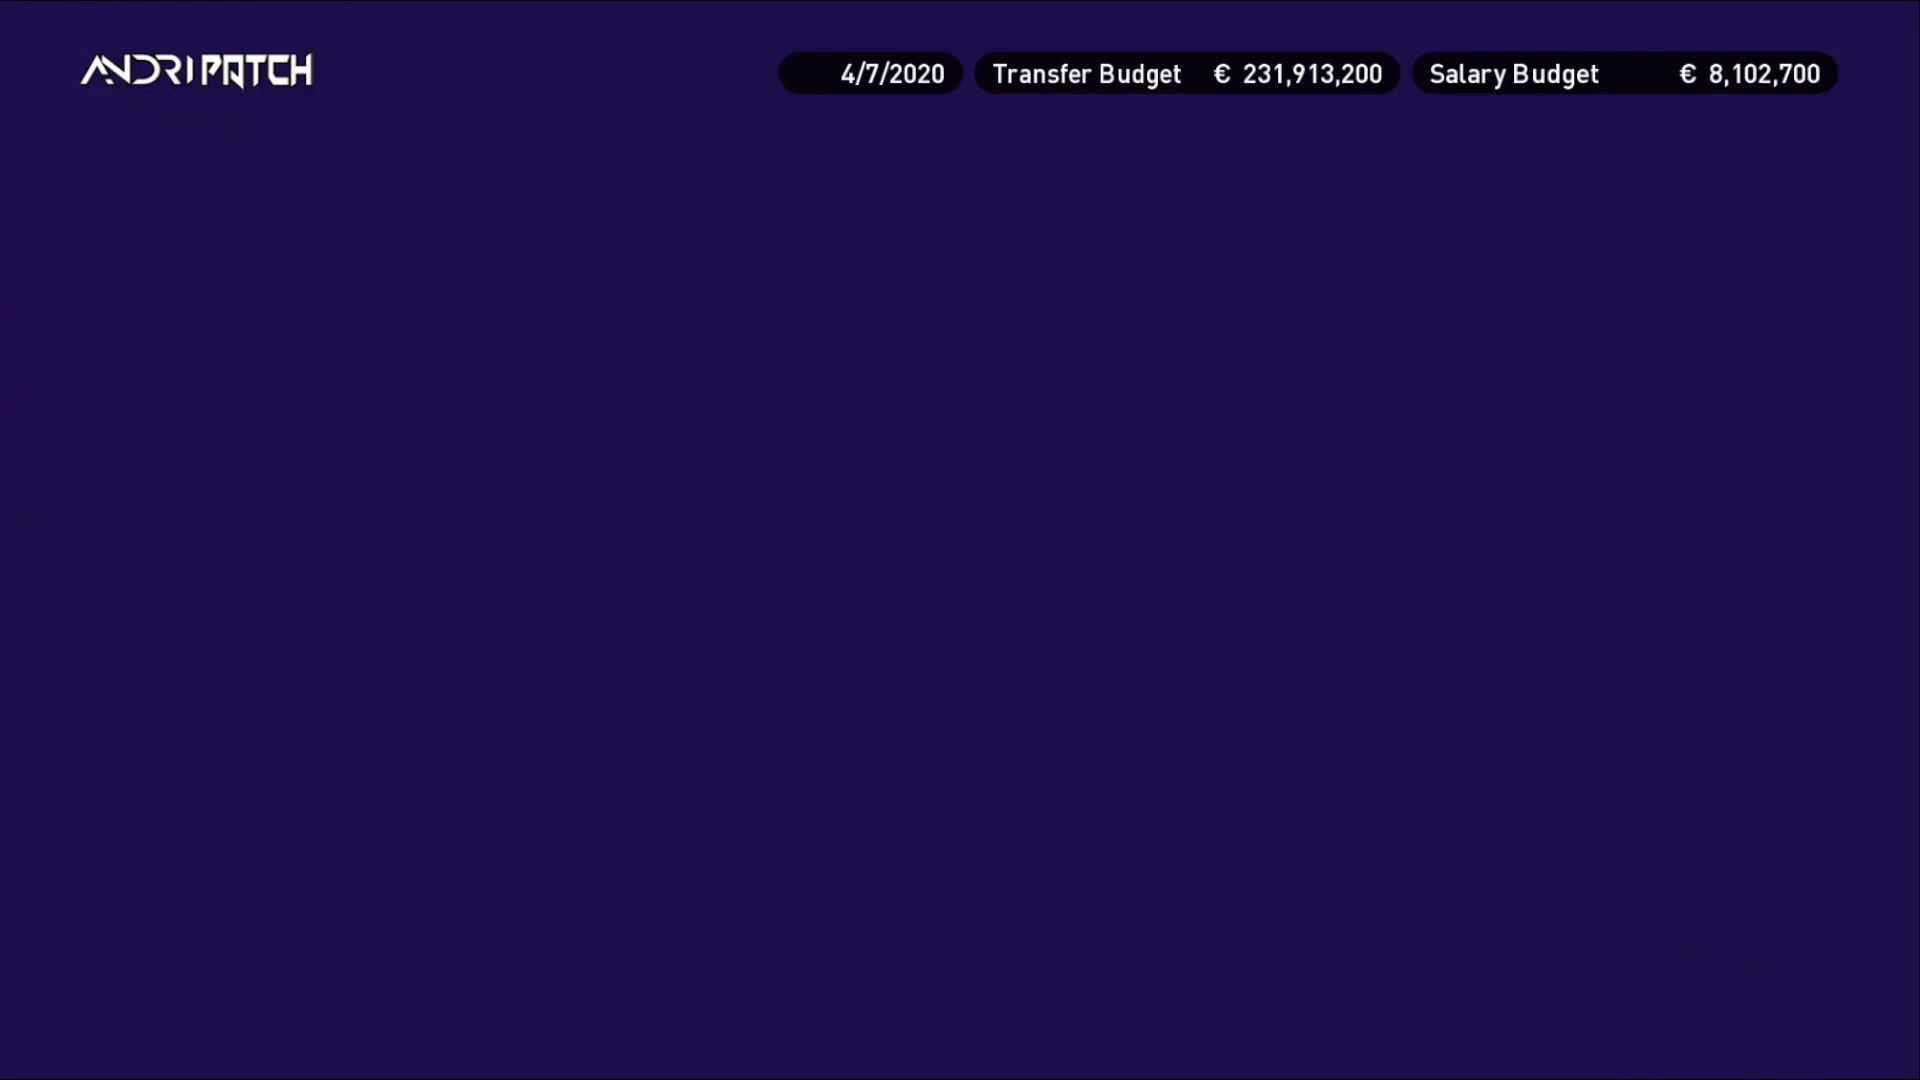 ANDRI PATCH 4/7/2020 Transfer Budget € 231,913,200 Salary Budget € 8,102,700